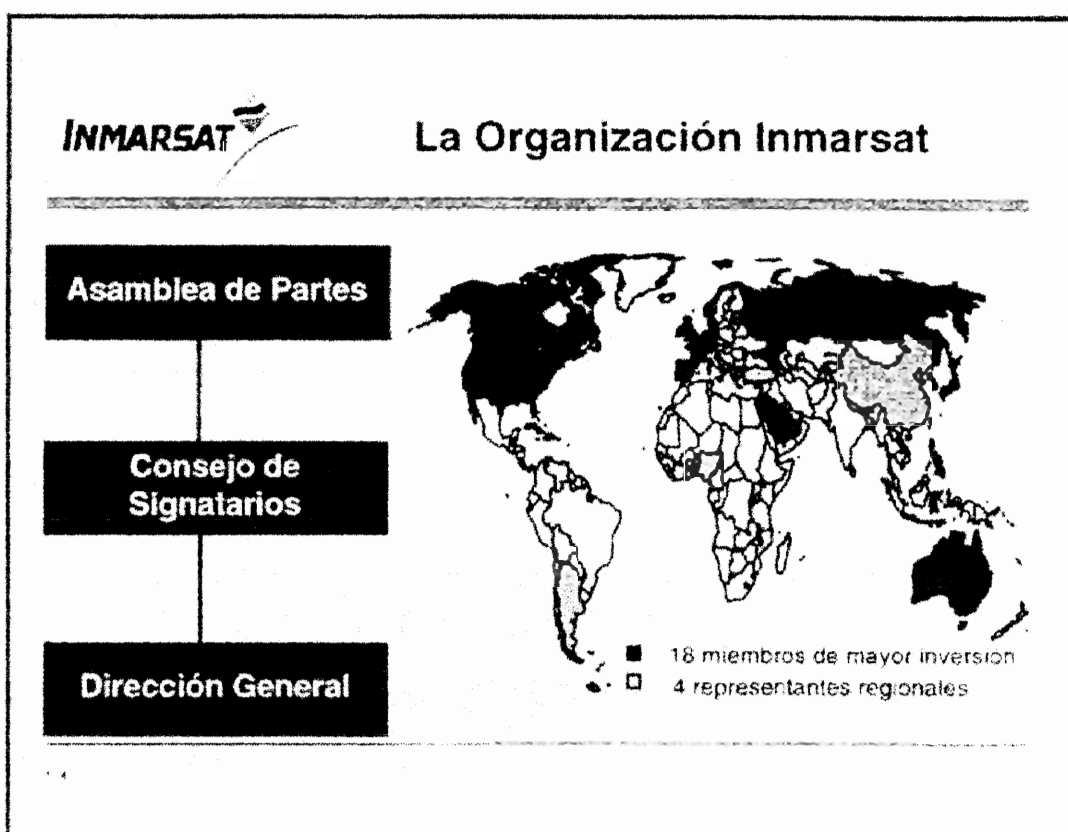 INMARSAT
La Organización Inmarsat
Asamblea de Partes
Consejo de
Signatarios
Dirección General
18 miembros de mayor inversión
4 representantes regionales